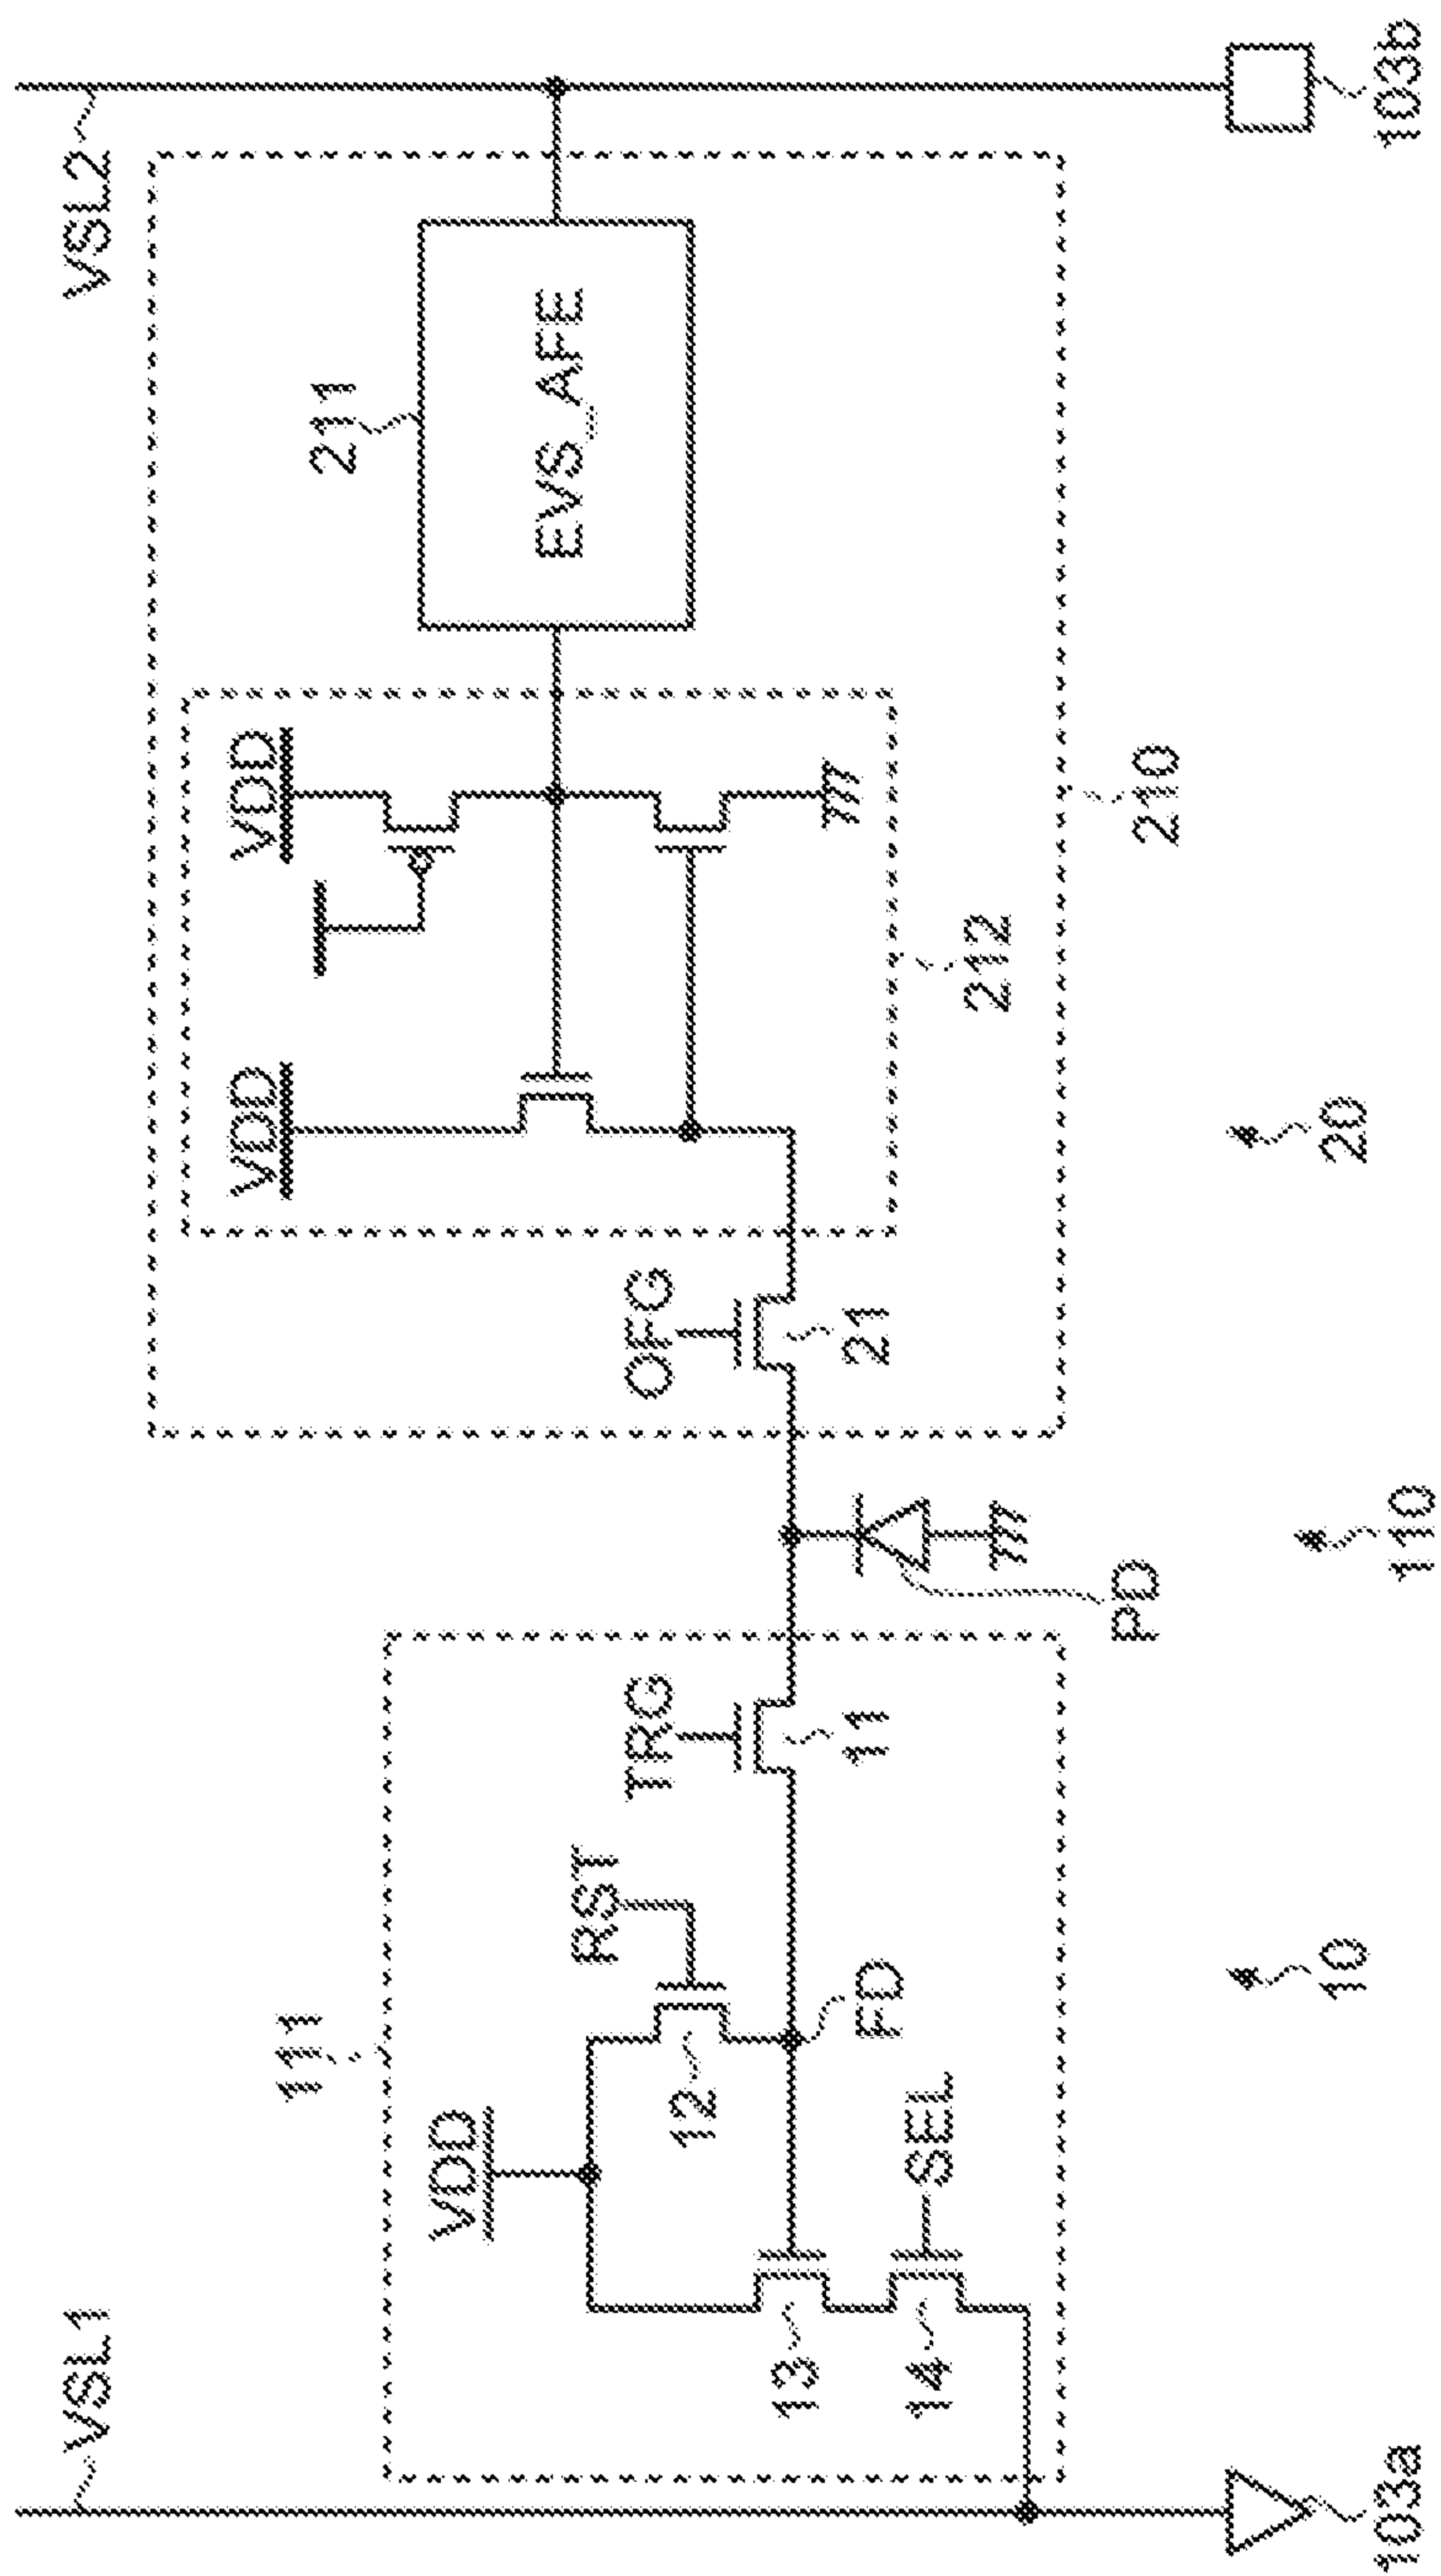 VSL1
VSL2
111
VDD
RST
12
TRG
11
FD
13
SEL
14
PD
OFG
21
VDD
VDD
211
EVS_AFE
212
210
10
20
110
103a
103b